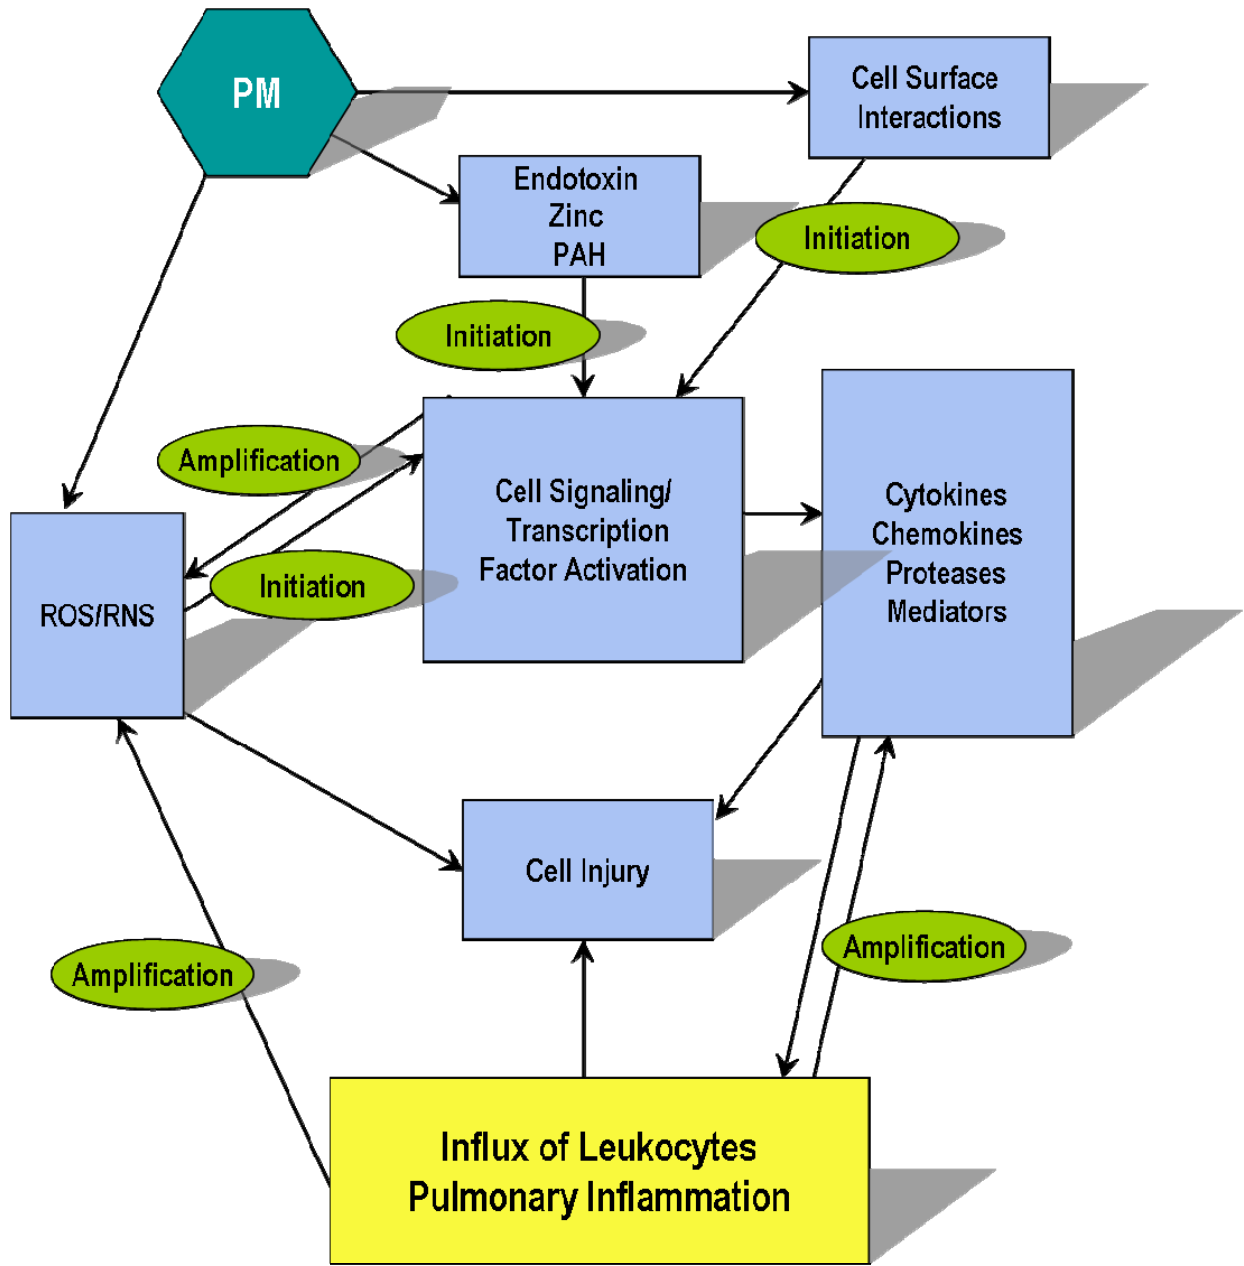 PM
Cell Surface
Interactions
Endotoxin
Zinc
PAH
Initiation
Initiation
Amplification
Cell Signaling/
Transcription
Factor Activation
Cytokines
Chemokines
Proteases
Mediators
Initiation
ROS/RNS
Cell Injury
Amplification
Amplification
Influx of Leukocytes
Pulmonary Inflammation